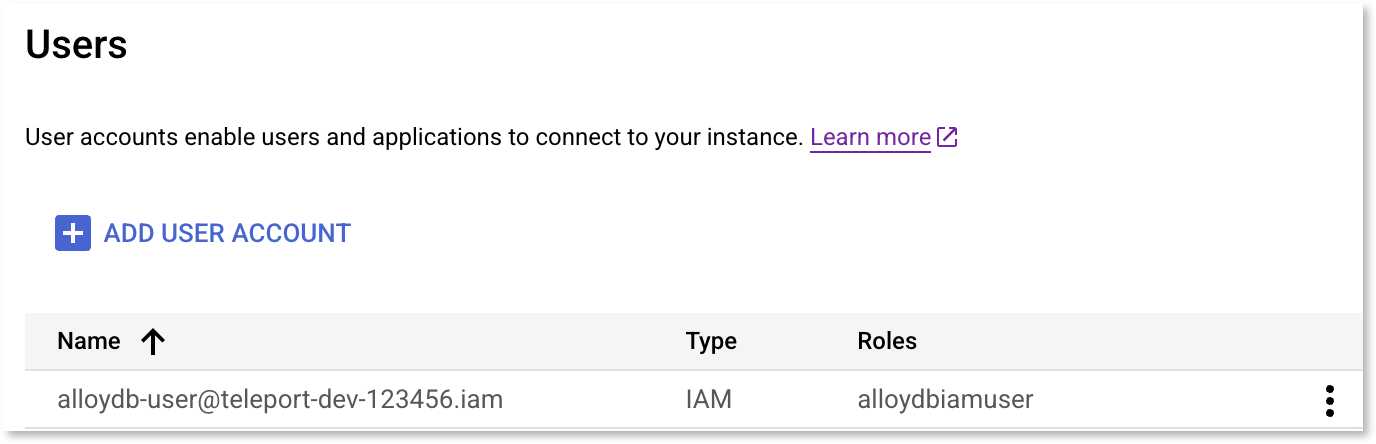 Users
User accounts enable users and applications to connect to your instance. Learn more
ADD USER ACCOUNT
Name Type Roles
alloydb-user@teleport-dev-123456.iam IAM alloydbiamuser